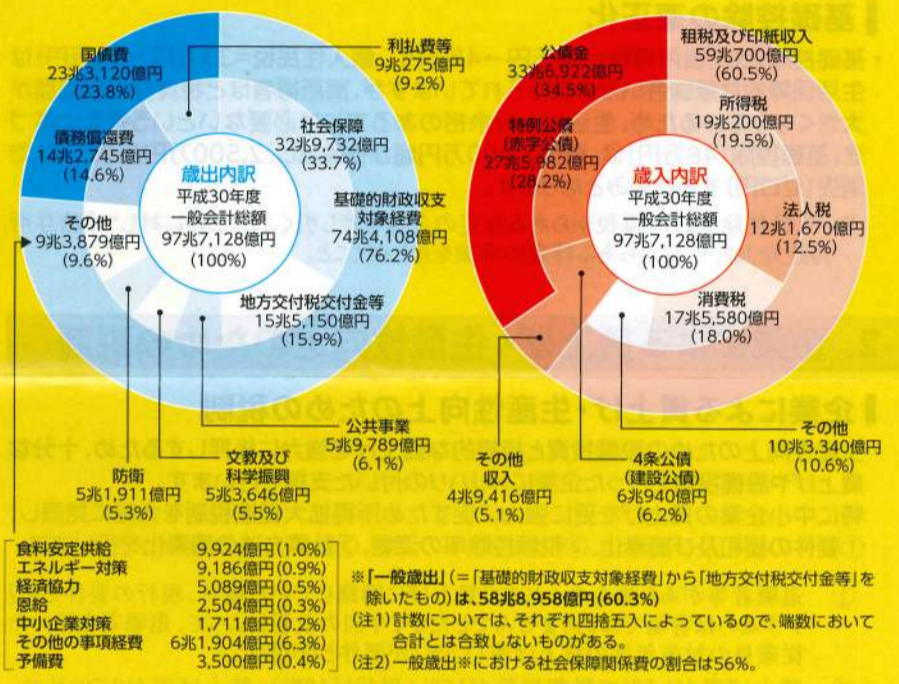 国債費
23兆3,120億円
(23.8%)
利払費等
9兆275億円
(9.2%)
債務償還費
14兆2,745億円
(14.6%)
社会保障
32兆9,732億円
(33.7%)
歳出内訳
平成30年度
一般会計総額
97兆7,128億円
(100%)
基礎的財政収支
対象経費
74兆4,108億円
(76.2%)
その他
9兆3,879億円
(9.6%)
地方交付税交付金等
15兆5,150億円
(15.9%)
公共事業
5兆9,789億円
(6.1%)
文教及び
科学振興
5兆3,646億円
(5.5%)
防衛
5兆1,911億円
(5.3%)
公債金
33兆6,922億円
(34.5%)
租税及び印紙収入
59兆700億円
(60.5%)
特例公債
(赤字公債)
27兆5,982億円
(28.2%)
所得税
19兆200億円
(19.5%)
歳入内訳
平成30年度
一般会計総額
97兆7,128億円
(100%)
法人税
12兆1,670億円
(12.5%)
消費税
17兆5,580億円
(18.0%)
その他
10兆3,340億円
(10.6%)
その他
収入
4兆9,416億円
(5.1%)
4条公債
(建設公債)
6兆940億円
(6.2%)
食料安定供給 9,924億円(1.0%)
エネルギー対策 9,186億円(0.9%)
経済協力 5,089億円(0.5%)
恩給 2,504億円(0.3%)
中小企業対策 1,711億円(0.2%)
その他の事項経費 6兆1,904億円(6.3%)
予備費 3,500億円(0.4%)
※「一般歳出」(=「基礎的財政収支対象経費」から「地方交付税交付金等」を
除いたもの)は、58兆8,958億円(60.3%)
(注1)計数については、それぞれ四捨五入によっているので、端数において
合計とは合致しないものがある。
(注2)一般歳出※における社会保障関係費の割合は56%。